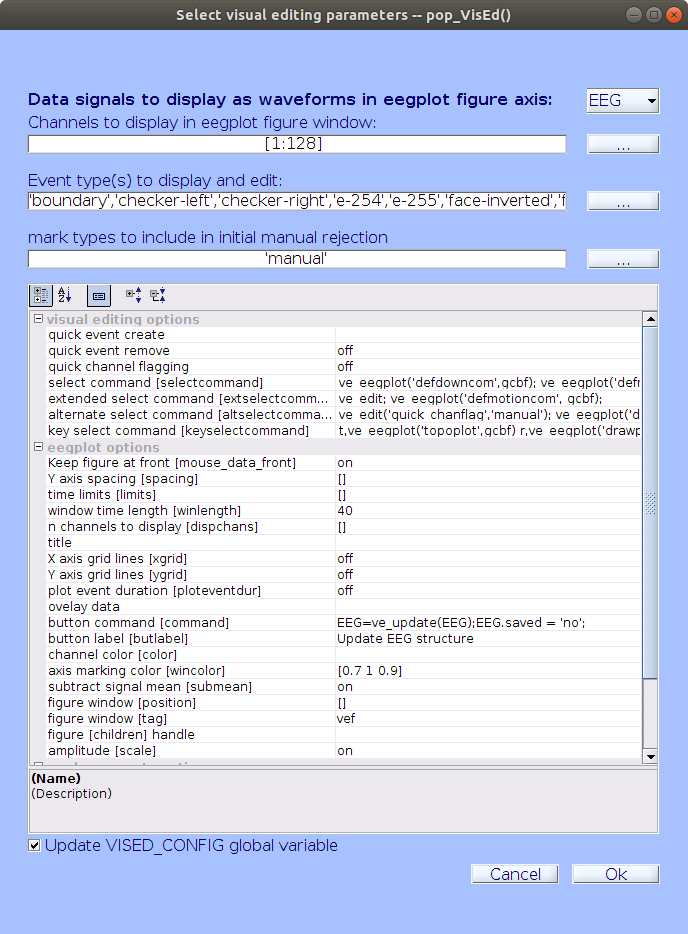 Select visual editing parameters -- pop_VisEd()
Data signals to display as waveforms in eegplot figure axis:
EEG
Channels to display in eegplot figure window:
[1:128]
...
Event type(s) to display and edit:
'boundary','checker-left','checker-right','e-254','e-255','face-inverted','f
...
mark types to include in initial manual rejection
'manual'
...
visual editing options
quick event create
quick event remove off
quick channel flagging off
select command [selectcommand] ve_eegplot('defdowncom',gcbf); ve_eegplot('defr
extended select command [extselectcomm... ve_edit; ve_eegplot('defmotioncom', gcbf);
alternate select command [altselectcomma... ve_edit('quick_chanflag','manual'); ve_eegplot('d
key select command [keyselectcommand] t,ve_eegplot('topoplot',gcbf) r,ve_eegplot('drawp
eegplot options
Keep figure at front [mouse_data_front] on
Y axis spacing [spacing] []
time limits [limits] []
window time length [winlength] 40
n channels to display [dispchans] []
title
X axis grid lines [xgrid] off
Y axis grid lines [ygrid] off
plot event duration [ploteventdur] off
ovelay data
button command [command] EEG=ve_update(EEG);EEG.saved = 'no';
button label [butlabel] Update EEG structure
channel color [color]
axis marking color [wincolor] [0.7 1 0.9]
subtract signal mean [submean] on
figure window [position] []
figure window [tag] vef
figure [children] handle
amplitude [scale] on
(Name)
(Description)
Update VISED_CONFIG global variable
Cancel Ok